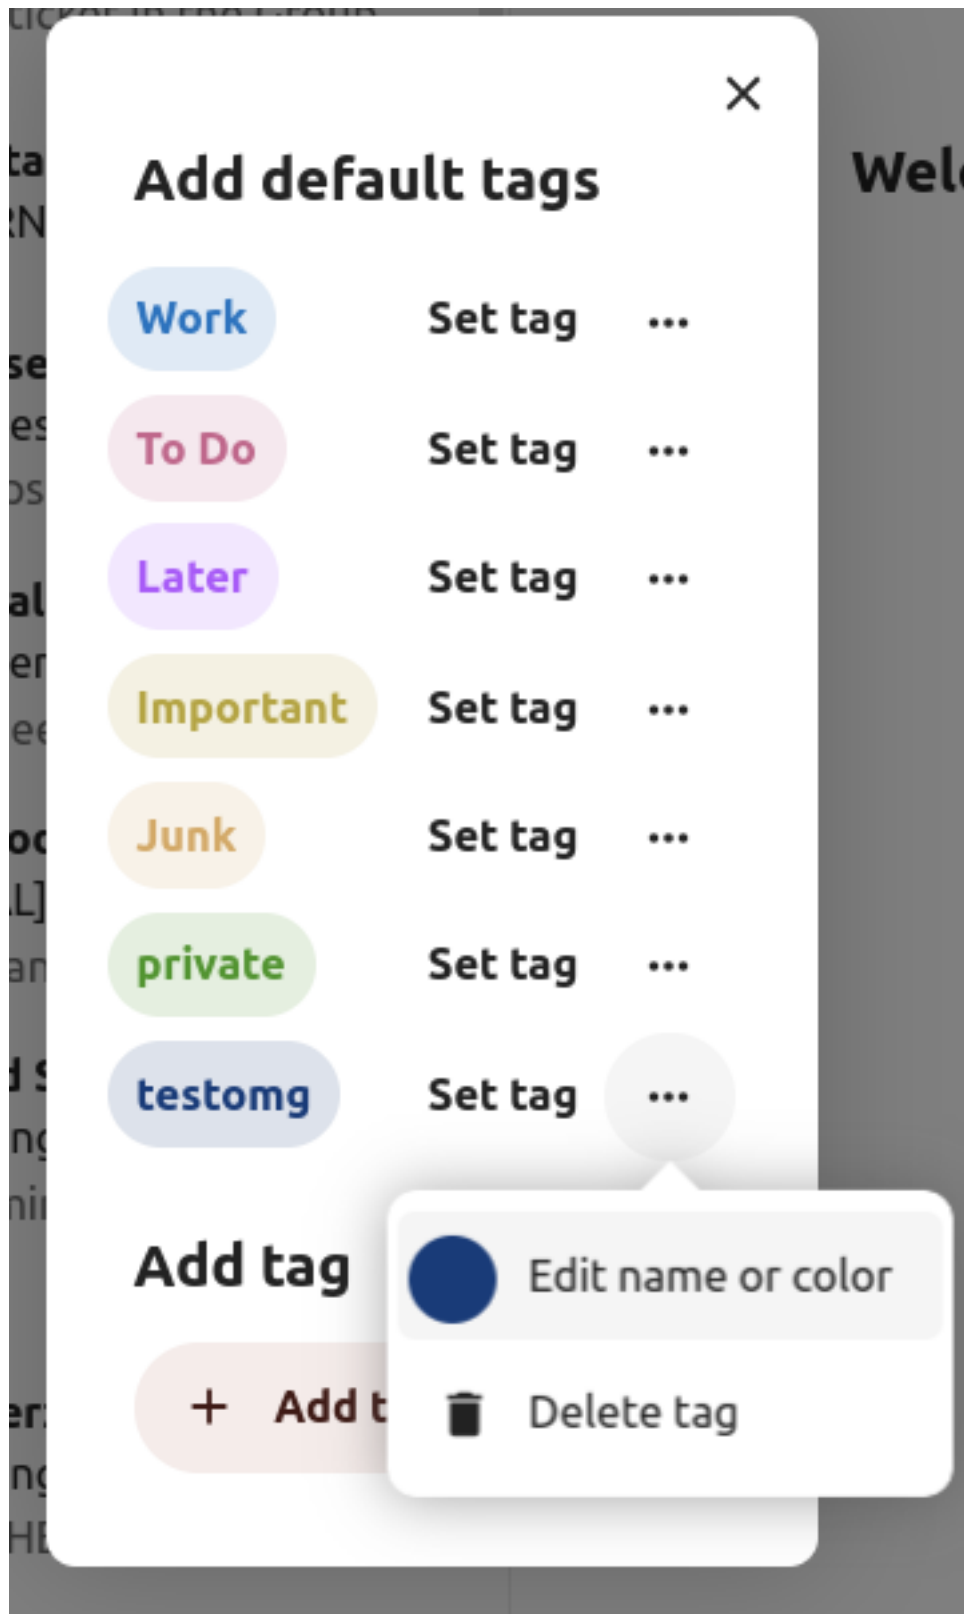 Add default tags
Work Set tag ...
To Do Set tag ...
Later Set tag ...
Important Set tag ...
Junk Set tag ...
private Set tag ...
testomg Set tag ...
Edit name or color
Add tag
Add t
Delete tag